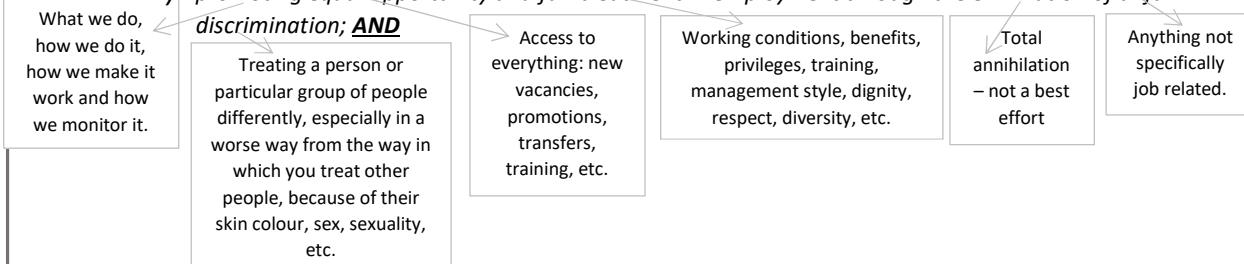 discrimination; AND
What we do,
how we do it,
how we make it
work and how
we monitor it.
Treating a person or
particular group of people
differently, especially in a
worse way from the way in
which you treat other
people, because of their
skin colour, sex, sexuality,
etc.
Access to
everything: new
vacancies,
promotions,
transfers,
training, etc.
Working conditions, benefits,
privileges, training,
management style, dignity,
respect, diversity, etc.
Total
annihilation
– not a best
effort
Anything not
specifically
job related.